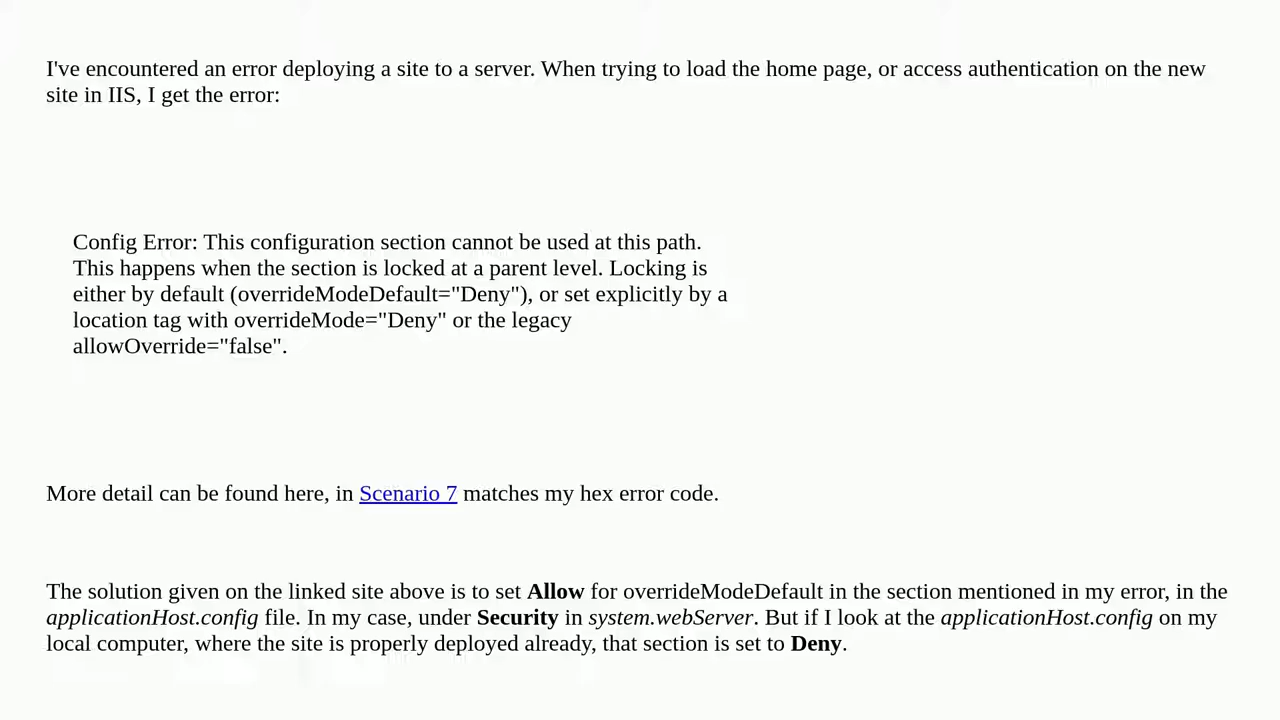 I've encountered an error deploying a site to a server. When trying to load the home page, or access authentication on the new
site in IIS, I get the error:
Config Error: This configuration section cannot be used at this path.
This happens when the section is locked at a parent level. Locking is
either by default (overrideModeDefault="Deny"), or set explicitly by a
location tag with overrideMode="Deny" or the legacy
allowOverride="false".
More detail can be found here, in Scenario 7 matches my hex error code.
The solution given on the linked site above is to set Allow for overrideModeDefault in the section mentioned in my error, in the
applicationHost.config file. In my case, under Security in system.webServer. But if I look at the applicationHost.config on my
local computer, where the site is properly deployed already, that section is set to Deny.